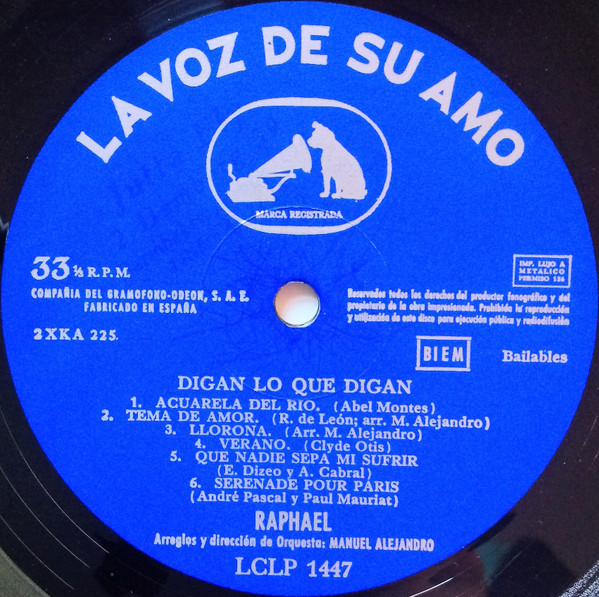 LA VOZ DE SU AMO
MARCA REGISTRADA
33⅓ R.P.M.
COMPAÑIA DEL GRAMOFONO-ODEON, S. A. E.
FABRICADO EN ESPAÑA
2XKA 225.
IMP. LUJO A
METALICO
PERMISO 126
Reservados todos los derechos del productor fonográfico y del
propietario de la obra impresionada. Prohibida la reproducción
y utilización de este disco para ejecución pública y radiodifusión
BIEM
Bailables
DIGAN LO QUE DIGAN
1. ACUARELA DEL RIO. (Abel Montes)
2. TEMA DE AMOR. (R. de León; arr. M. Alejandro)
3. LLORONA. (Arr. M. Alejandro)
4. VERANO. (Clyde Otis)
5. QUE NADIE SEPA MI SUFRIR
(E. Dizeo y A. Cabral)
6. SERENADE POUR PARIS
(André Pascal y Paul Mauriat)
RAPHAEL
Arreglos y dirección de Orquesta: MANUEL ALEJANDRO
LCLP 1447